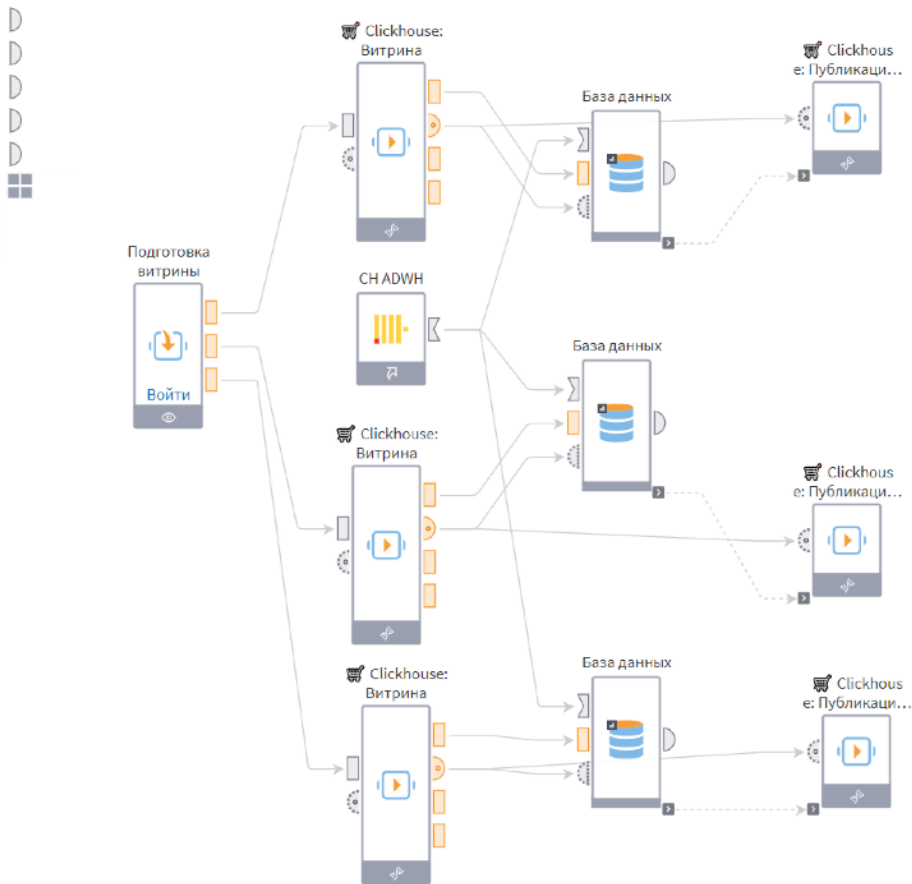 Clickhouse:
Витрина
Clickhous
е: Публикаци...
База данных
Подготовка
витрины
Войти
CH ADWH
База данных
Clickhouse:
Витрина
Clickhous
е: Публикаци...
База данных
Clickhouse:
Витрина
Clickhous
е: Публикаци...